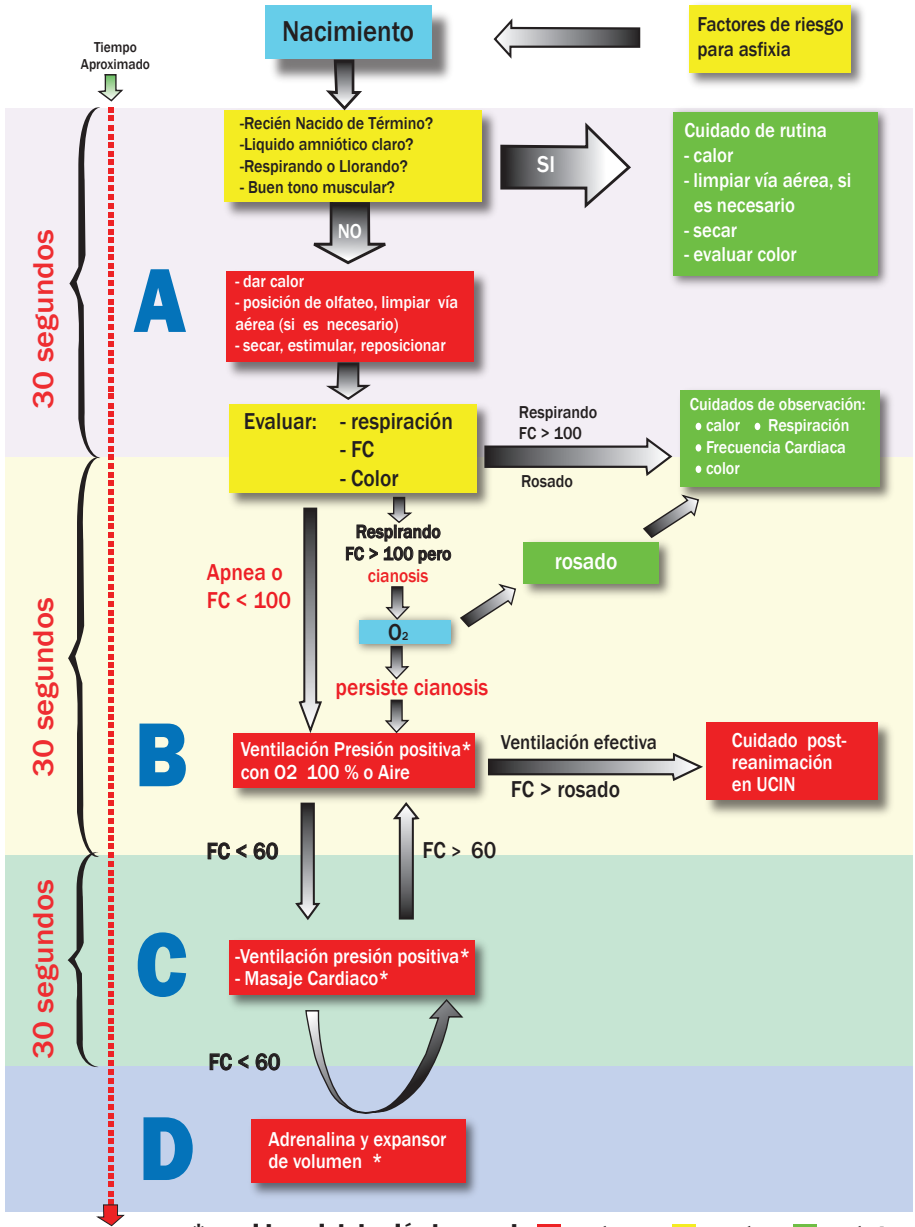 Nacimiento
Factores de riesgo
para asfixia
Tiempo
Aproximado
-Recién Nacido de Término?
-Liquido amniótico claro?
-Respirando o Llorando?
- Buen tono muscular?
SI
Cuidado de rutina
- calor
- limpiar vía aérea, si
es necesario
- secar
- evaluar color
NO
30 segundos
A
- dar calor
- posición de olfateo, limpiar vía
aérea (si es necesario)
- secar, estimular, reposicionar
Evaluar: - respiración
- FC
- Color
Respirando
FC > 100
Rosado
Cuidados de observación:
• calor • Respiración
• Frecuencia Cardiaca
• color
Respirando
FC > 100 pero
cianosis
Apnea o
FC < 100
rosado
O₂
persiste cianosis
30 segundos
B
Ventilación Presión positiva*
con O2 100 % o Aire
Ventilación efectiva
FC > rosado
Cuidado post-
reanimación
en UCIN
FC < 60
FC > 60
30 segundos
C
-Ventilación presión positiva*
- Masaje Cardiaco*
FC < 60
D
Adrenalina y expansor
de volumen *